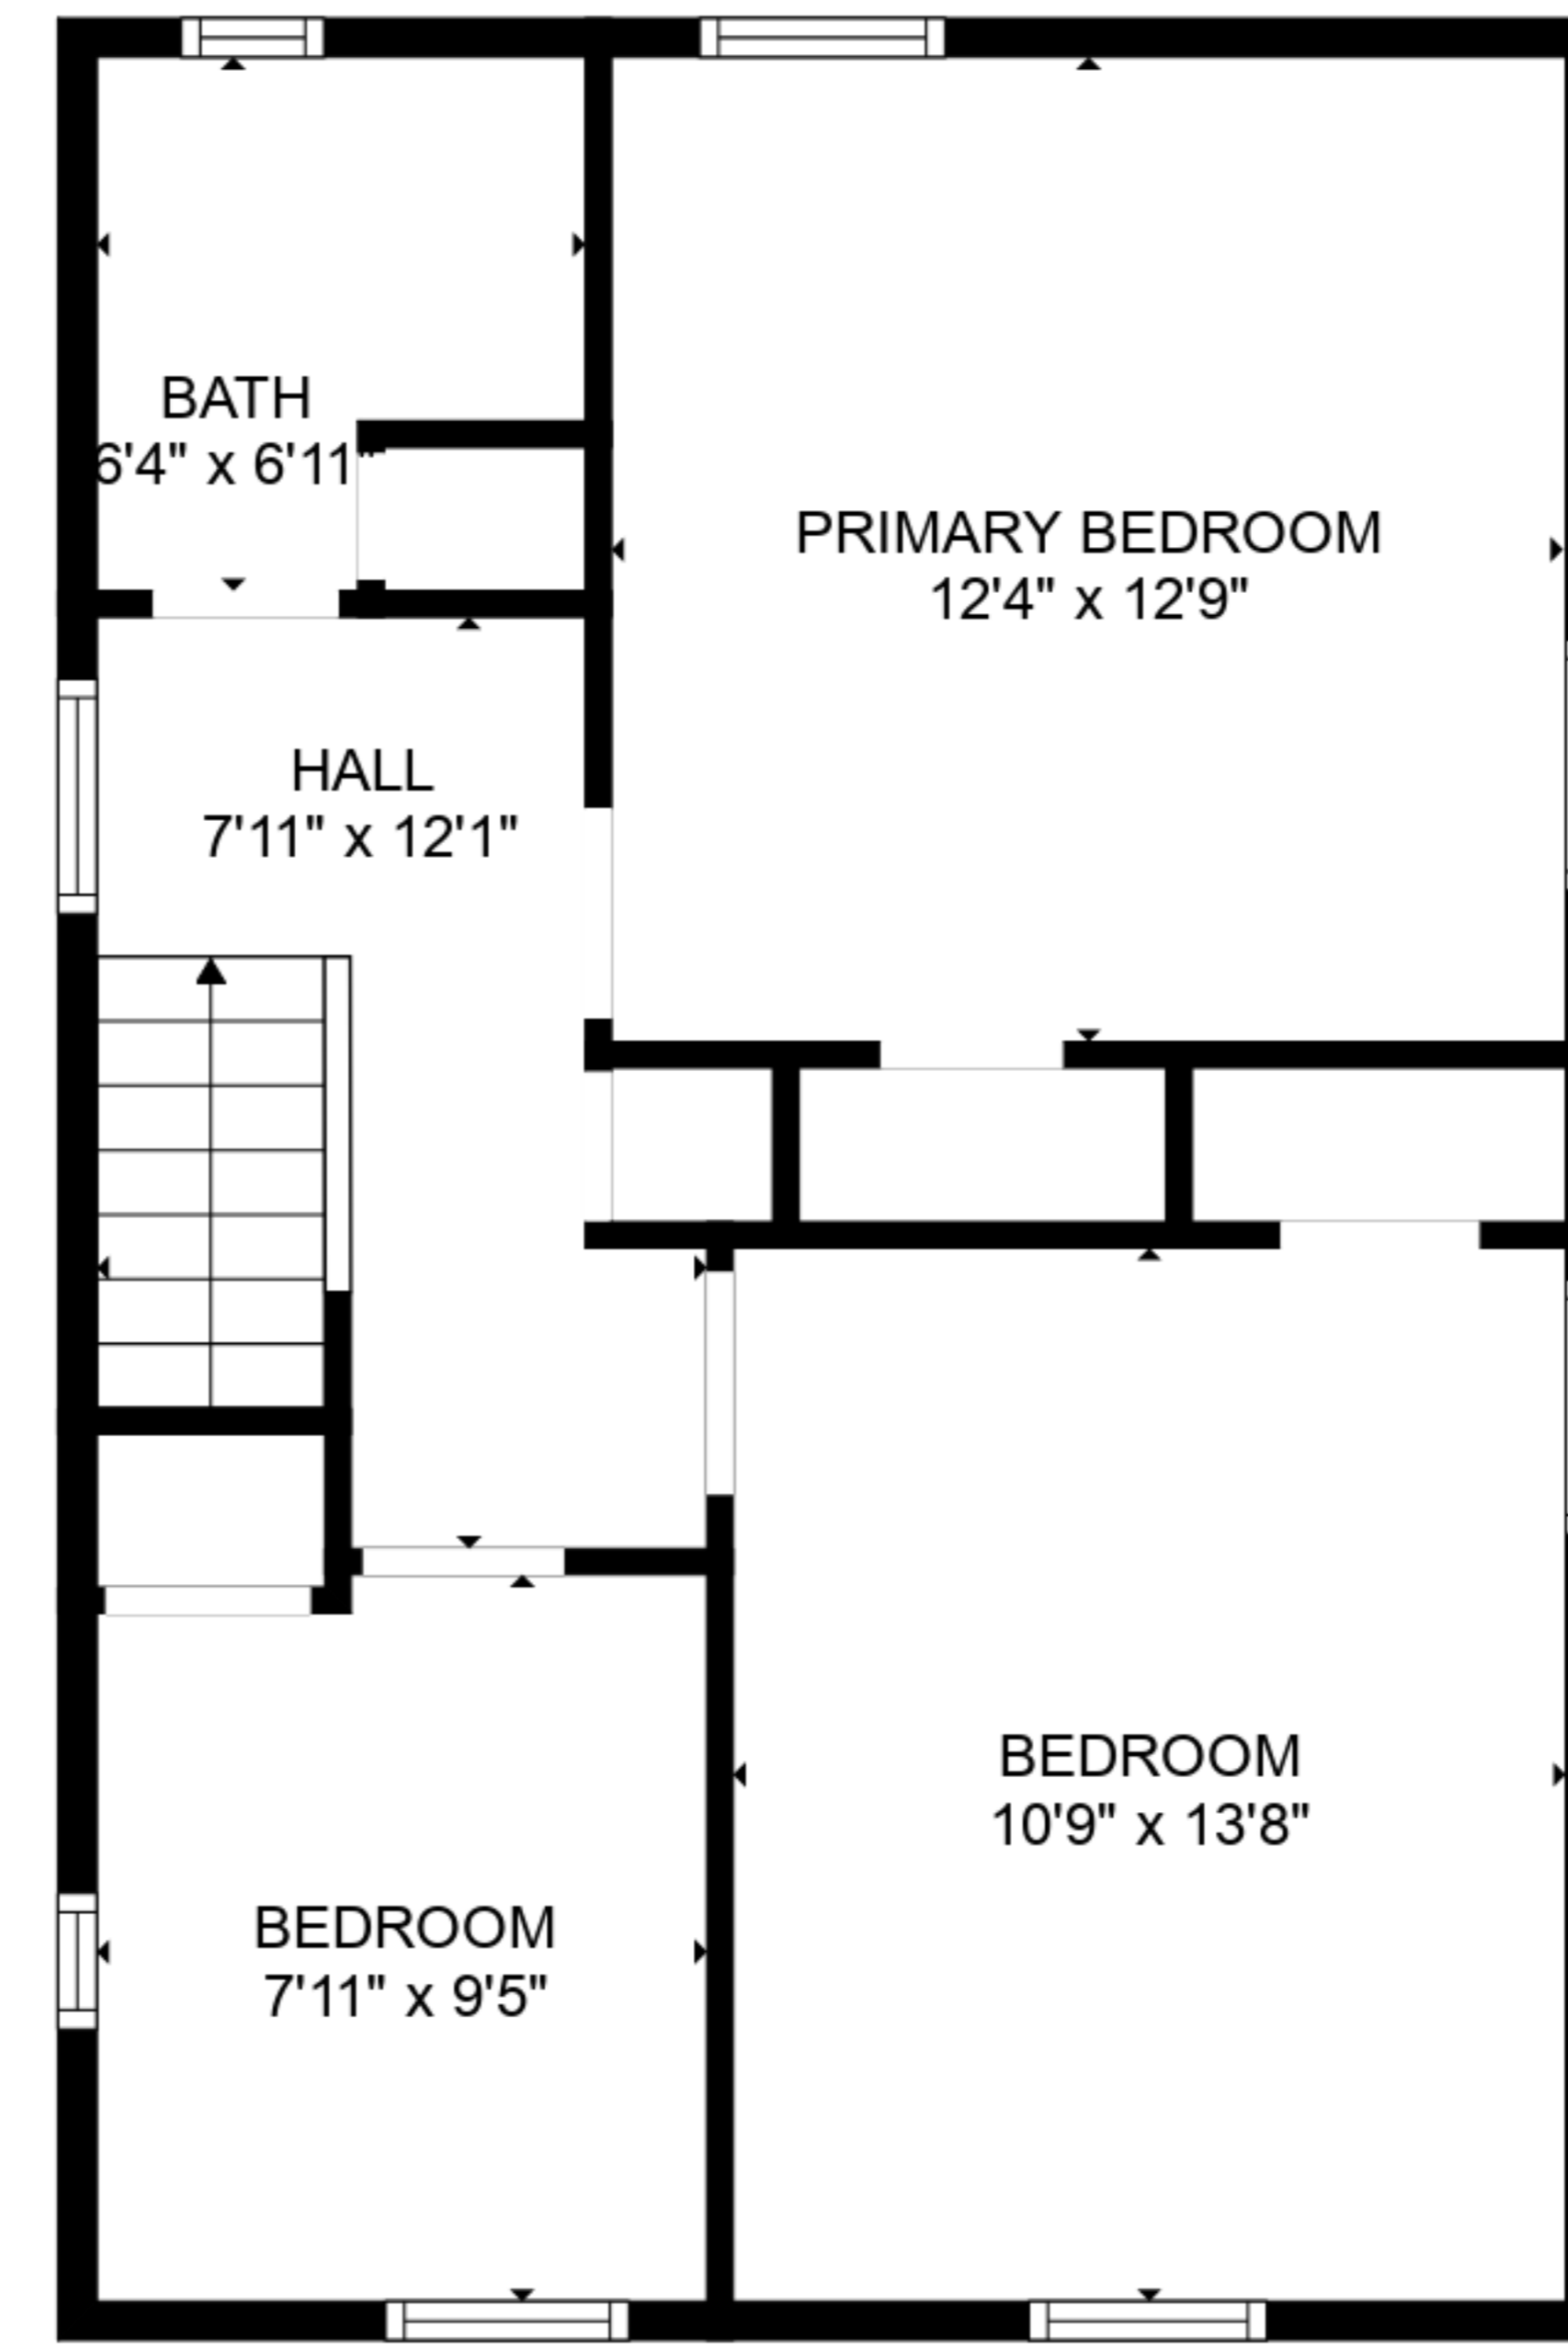 BATH
6'4" x 6'11"
PRIMARY BEDROOM
12'4" x 12'9"
HALL
7'11" x 12'1"
BEDROOM
10'9" x 13'8"
BEDROOM
7'11" x 9'5"